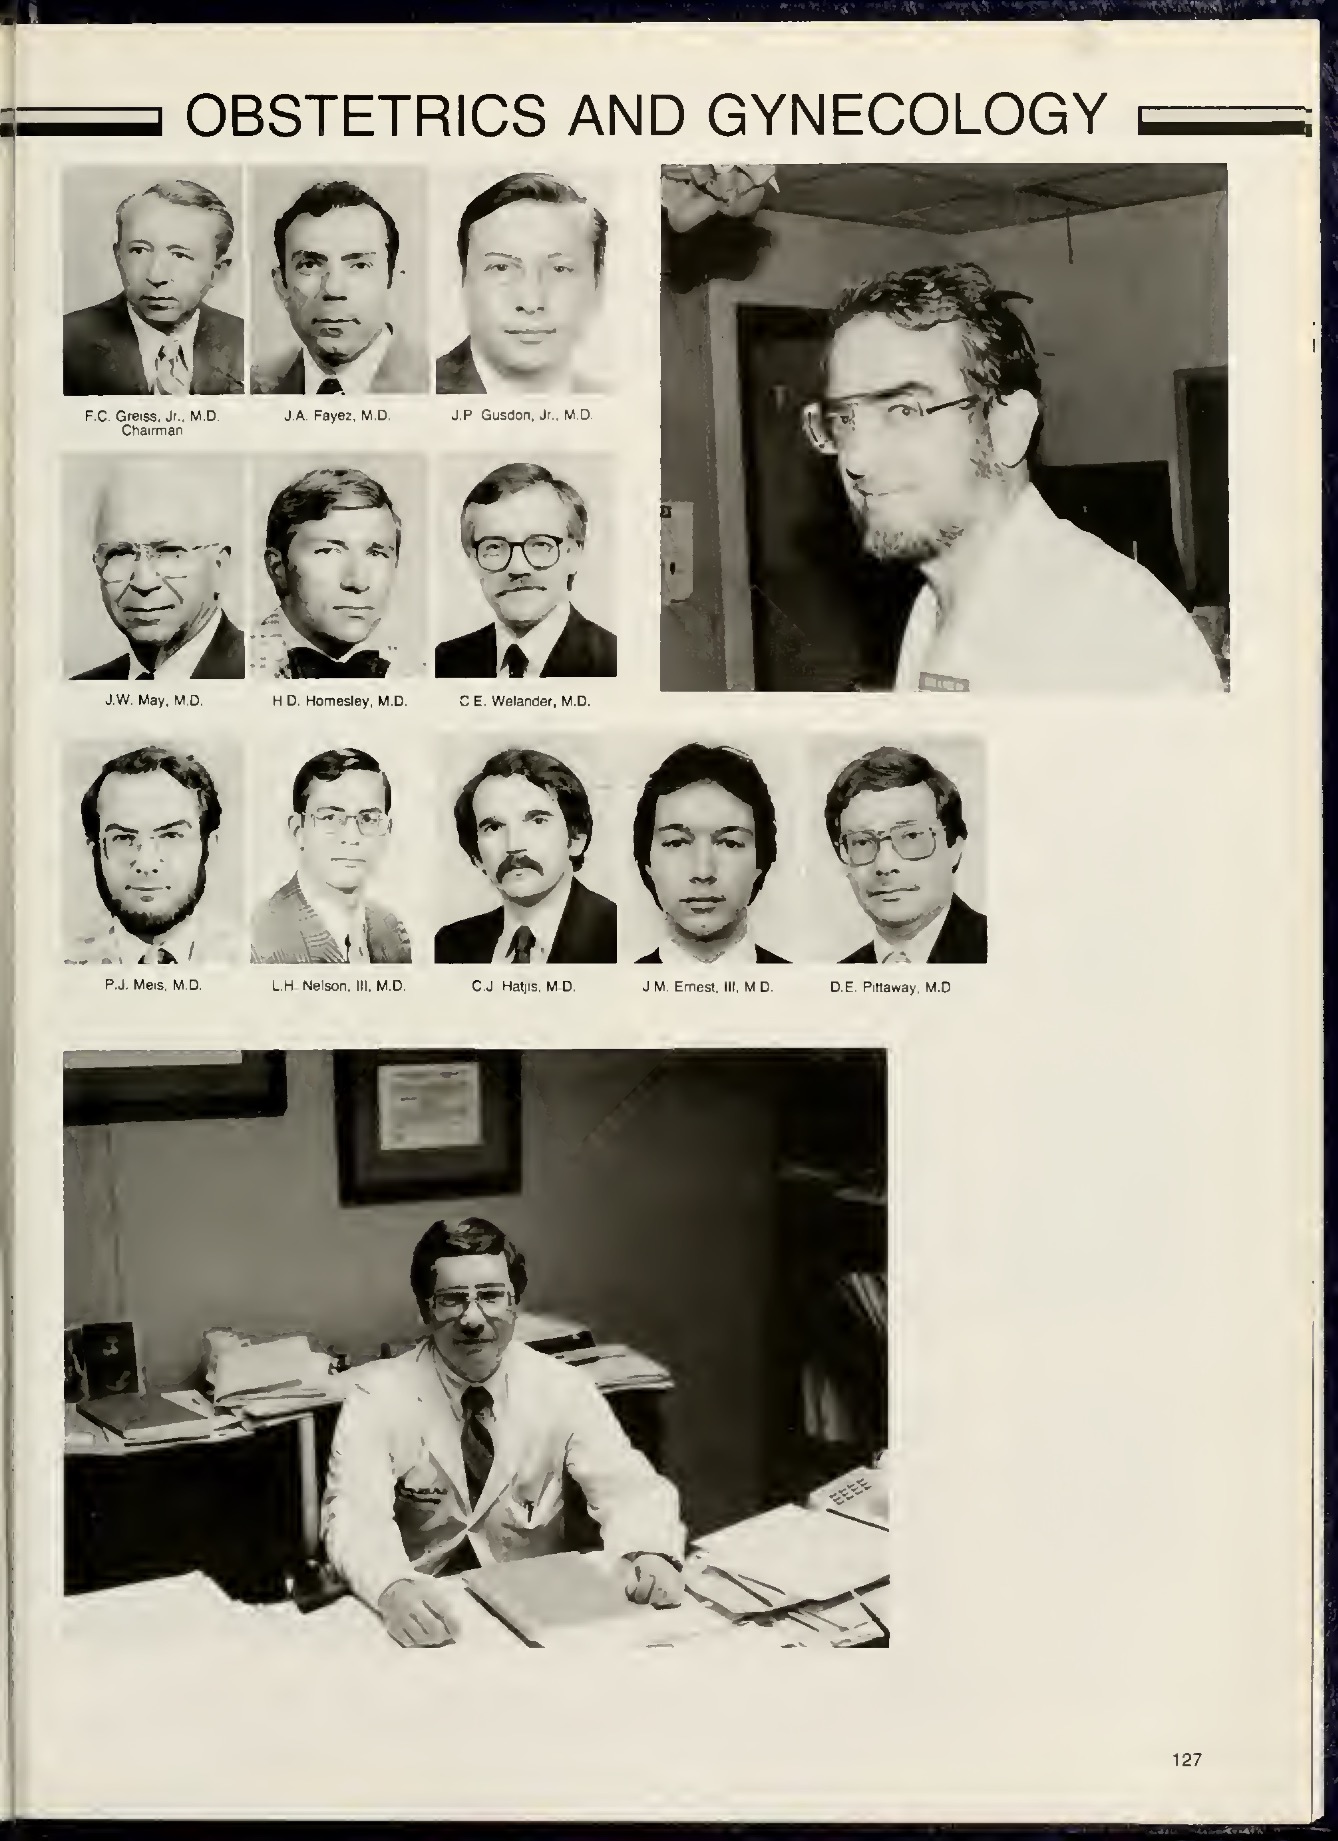 OBSTETRICS AND GYNECOLOGY
F.C. Greiss, Jr., M.D.
Chairman
J.A. Fayez, M.D.
J.P Gusdon, Jr., M.D.
J.W. May, M.D.
H D. Homesley, M.D.
C E. Welander, M.D.
P.J. Meis, M.D.
L.H. Nelson, III, M.D.
C.J. Hatjis, M.D.
J M. Ernest, III, M D.
D.E. Pittaway, M.D
127